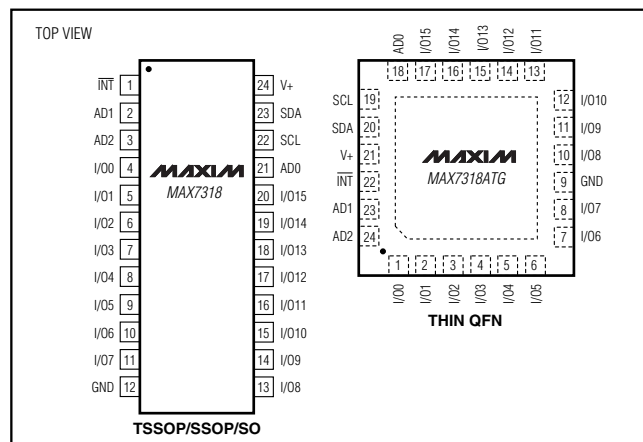 TOP VIEW
INT 1
AD1 2
AD2 3
I/O0 4
I/O1 5
I/O2 6
I/O3 7
I/O4 8
I/O5 9
I/O6 10
I/O7 11
GND 12
MAXIM
MAX7318
24 V+
23 SDA
22 SCL
21 AD0
20 I/O15
19 I/O14
18 I/O13
17 I/O12
16 I/O11
15 I/O10
14 I/O9
13 I/O8
TSSOP/SSOP/SO
AD0 I/O15 I/O14 I/O13 I/O12 I/O11
18 17 16 15 14 13
SCL 19
SDA 20
V+ 21
INT 22
AD1 23
AD2 24
MAXIM
MAX7318ATG
12 I/O10
11 I/O9
10 I/O8
9 GND
8 I/O7
7 I/O6
1 2 3 4 5 6
I/O0 I/O1 I/O2 I/O3 I/O4 I/O5
THIN QFN